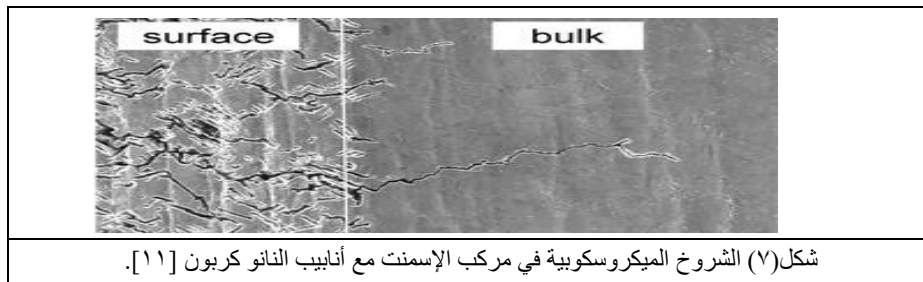 surface
bulk
شكل(٧) الشروخ الميكروسكوبية في مركب الإسمنت مع أنابيب النانو كربون [١١].